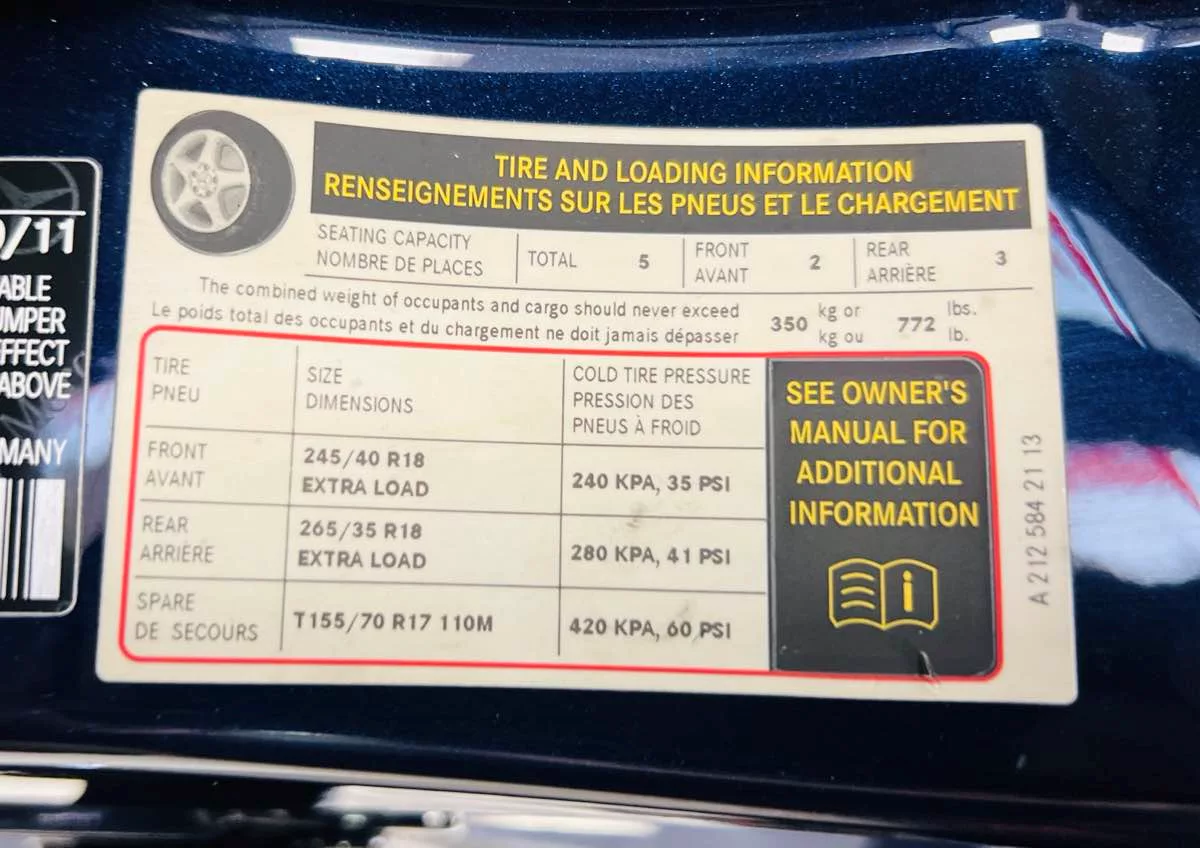 TIRE AND LOADING INFORMATION
RENSEIGNEMENTS SUR LES PNEUS ET LE CHARGEMENT
SEATING CAPACITY
NOMBRE DE PLACES
TOTAL 5
FRONT
AVANT
2
REAR
ARRIÈRE
3
The combined weight of occupants and cargo should never exceed
Le poids total des occupants et du chargement ne doit jamais dépasser
350 kg or
kg ou
772 lbs.
lb.
TIRE
PNEU
SIZE
DIMENSIONS
COLD TIRE PRESSURE
PRESSION DES
PNEUS À FROID
FRONT
AVANT
245/40 R18
EXTRA LOAD
240 KPA, 35 PSI
REAR
ARRIÈRE
265/35 R18
EXTRA LOAD
280 KPA, 41 PSI
SPARE
DE SECOURS
T155/70 R17 110M
420 KPA, 60 PSI
SEE OWNER'S
MANUAL FOR
ADDITIONAL
INFORMATION
A 212 584 21 13
/11
ABLE
UMPER
FFECT
ABOVE
MANY